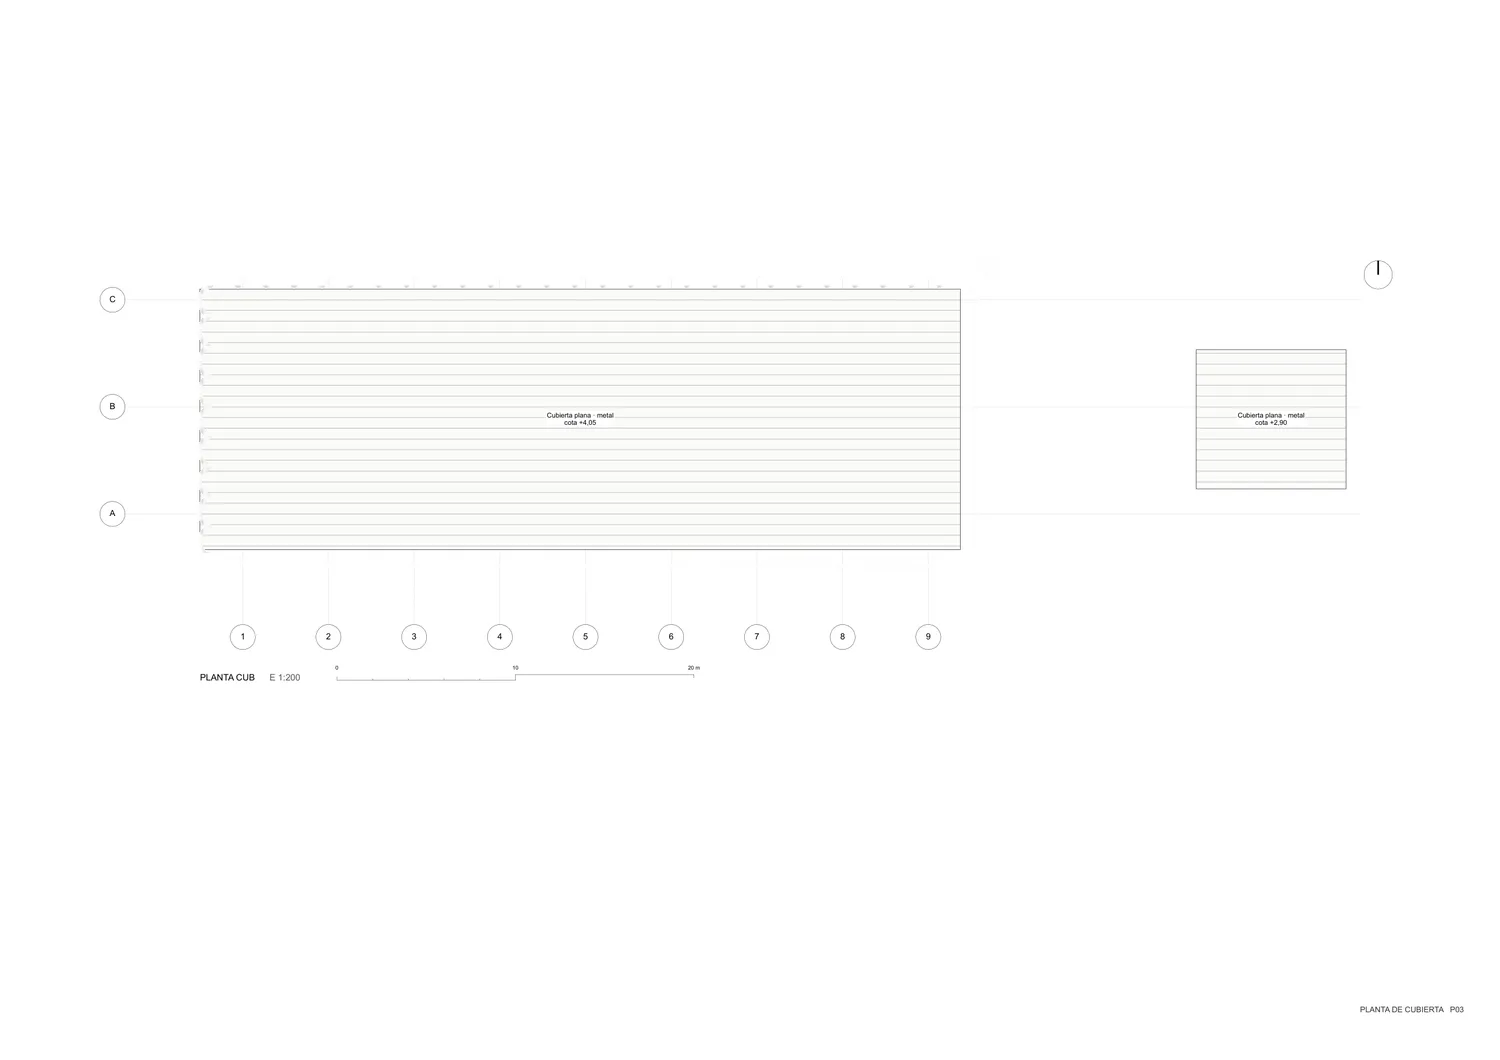 C
B
A
Cubierta plana · metal
cota +4,05
Cubierta plana · metal
cota +2,90
1 2 3 4 5 6 7 8 9
PLANTA CUB E 1:200
0 10 20 m
PLANTA DE CUBIERTA P03